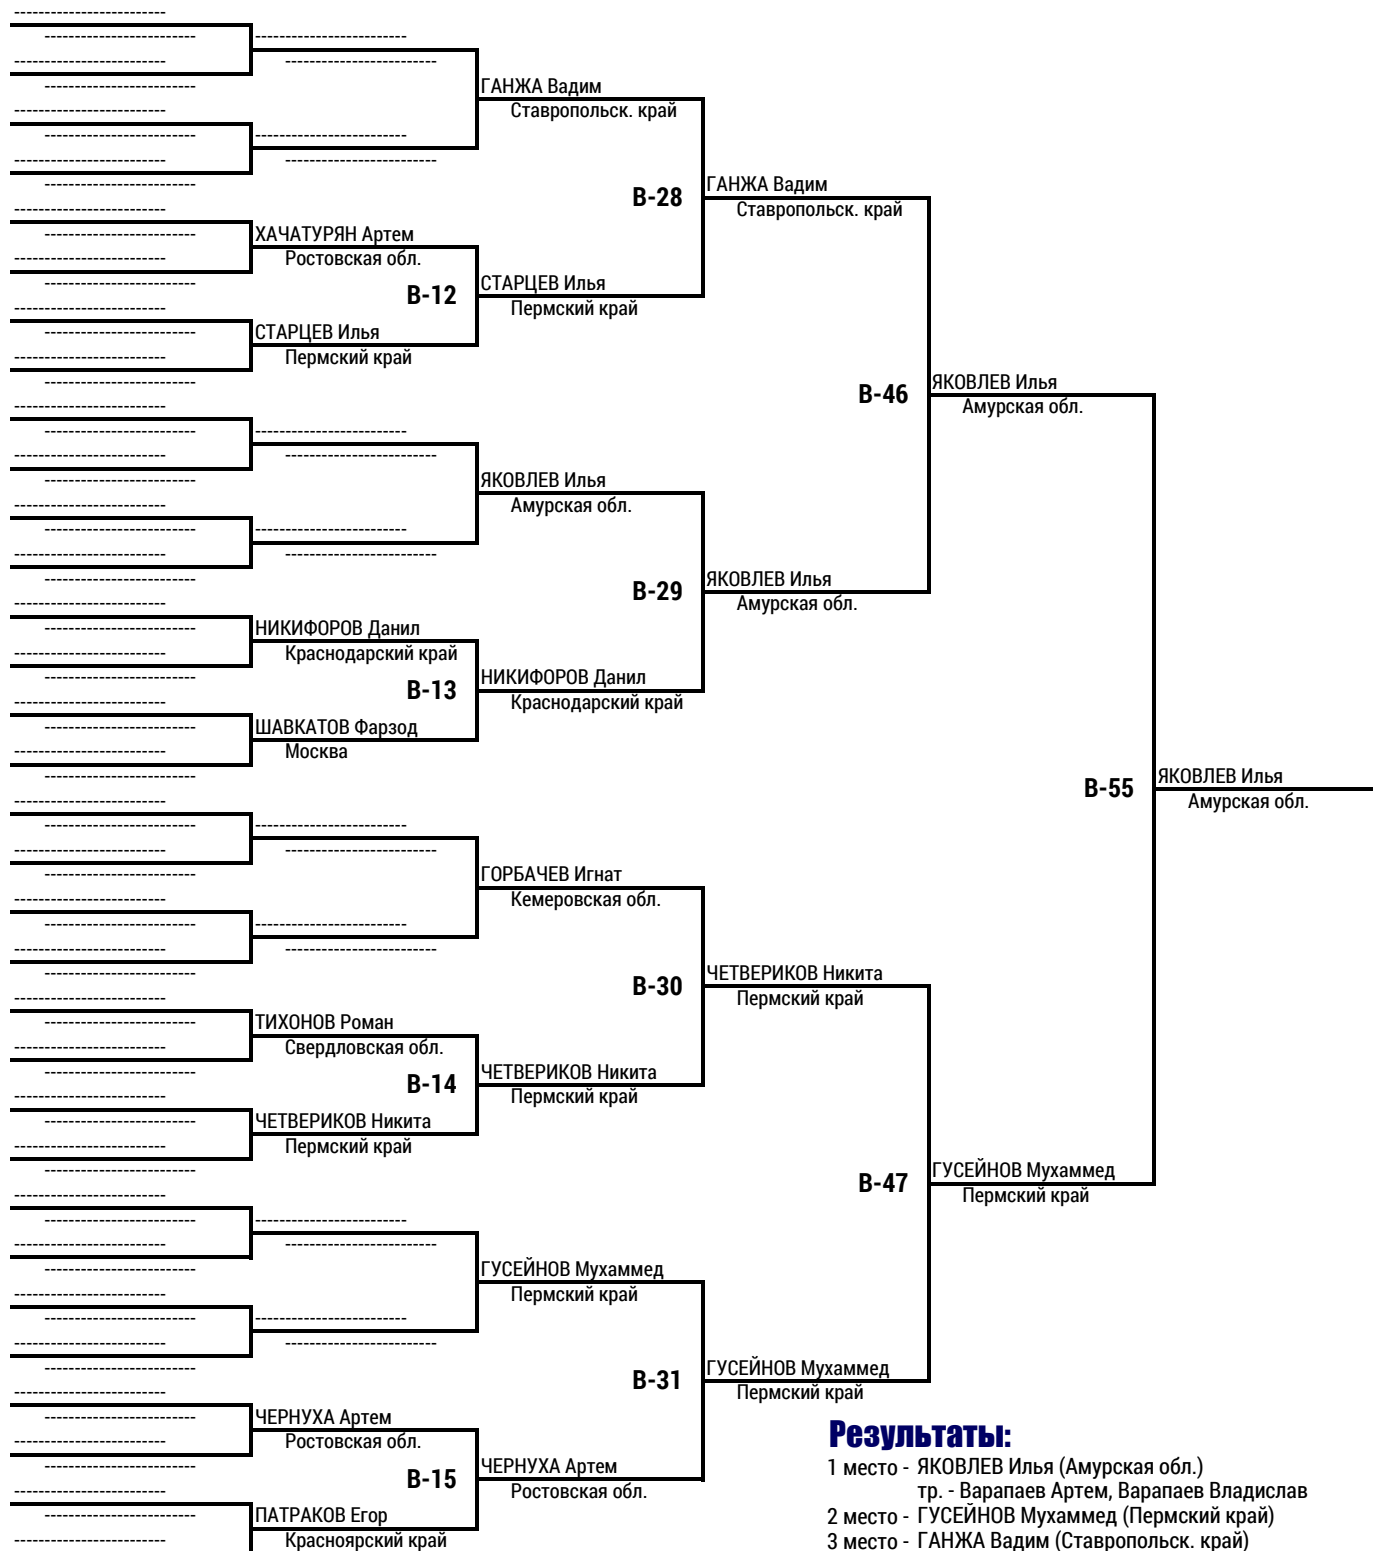 ГАНЖА Вадим
Ставропольск. край
B-28
ГАНЖА Вадим
Ставропольск. край
ХАЧАТУРЯН Артем
Ростовская обл.
B-12
СТАРЦЕВ Илья
Пермский край
СТАРЦЕВ Илья
Пермский край
B-46
ЯКОВЛЕВ Илья
Амурская обл.
ЯКОВЛЕВ Илья
Амурская обл.
B-29
ЯКОВЛЕВ Илья
Амурская обл.
НИКИФОРОВ Данил
Краснодарский край
B-13
НИКИФОРОВ Данил
Краснодарский край
ШАВКАТОВ Фарзод
Москва
B-55
ЯКОВЛЕВ Илья
Амурская обл.
ГОРБАЧЕВ Игнат
Кемеровская обл.
B-30
ЧЕТВЕРИКОВ Никита
Пермский край
ТИХОНОВ Роман
Свердловская обл.
B-14
ЧЕТВЕРИКОВ Никита
Пермский край
ЧЕТВЕРИКОВ Никита
Пермский край
B-47
ГУСЕЙНОВ Мухаммед
Пермский край
ГУСЕЙНОВ Мухаммед
Пермский край
B-31
ГУСЕЙНОВ Мухаммед
Пермский край
ЧЕРНУХА Артем
Ростовская обл.
B-15
ЧЕРНУХА Артем
Ростовская обл.
ПАТРАКОВ Егор
Красноярский край
Результаты:
1 место - ЯКОВЛЕВ Илья (Амурская обл.)
тр. - Варапаев Артем, Варапаев Владислав
2 место - ГУСЕЙНОВ Мухаммед (Пермский край)
3 место - ГАНЖА Вадим (Ставропольск. край)